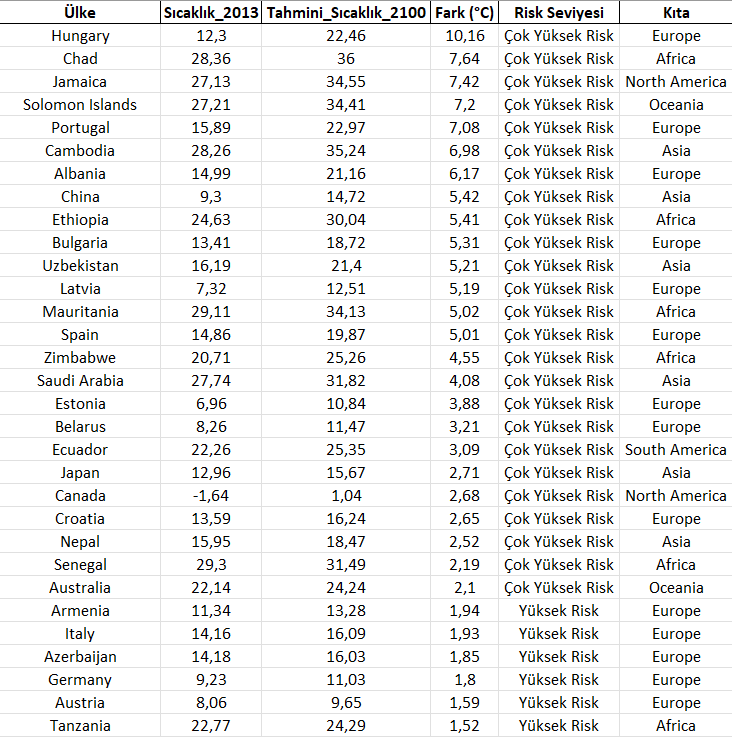 Ülke Sıcaklık_2013 Tahmini_Sıcaklık_2100 Fark (°C) Risk Seviyesi Kıta
Hungary 12,3 22,46 10,16 Çok Yüksek Risk Europe
Chad 28,36 36 7,64 Çok Yüksek Risk Africa
Jamaica 27,13 34,55 7,42 Çok Yüksek Risk North America
Solomon Islands 27,21 34,41 7,2 Çok Yüksek Risk Oceania
Portugal 15,89 22,97 7,08 Çok Yüksek Risk Europe
Cambodia 28,26 35,24 6,98 Çok Yüksek Risk Asia
Albania 14,99 21,16 6,17 Çok Yüksek Risk Europe
China 9,3 14,72 5,42 Çok Yüksek Risk Asia
Ethiopia 24,63 30,04 5,41 Çok Yüksek Risk Africa
Bulgaria 13,41 18,72 5,31 Çok Yüksek Risk Europe
Uzbekistan 16,19 21,4 5,21 Çok Yüksek Risk Asia
Latvia 7,32 12,51 5,19 Çok Yüksek Risk Europe
Mauritania 29,11 34,13 5,02 Çok Yüksek Risk Africa
Spain 14,86 19,87 5,01 Çok Yüksek Risk Europe
Zimbabwe 20,71 25,26 4,55 Çok Yüksek Risk Africa
Saudi Arabia 27,74 31,82 4,08 Çok Yüksek Risk Asia
Estonia 6,96 10,84 3,88 Çok Yüksek Risk Europe
Belarus 8,26 11,47 3,21 Çok Yüksek Risk Europe
Ecuador 22,26 25,35 3,09 Çok Yüksek Risk South America
Japan 12,96 15,67 2,71 Çok Yüksek Risk Asia
Canada -1,64 1,04 2,68 Çok Yüksek Risk North America
Croatia 13,59 16,24 2,65 Çok Yüksek Risk Europe
Nepal 15,95 18,47 2,52 Çok Yüksek Risk Asia
Senegal 29,3 31,49 2,19 Çok Yüksek Risk Africa
Australia 22,14 24,24 2,1 Çok Yüksek Risk Oceania
Armenia 11,34 13,28 1,94 Yüksek Risk Europe
Italy 14,16 16,09 1,93 Yüksek Risk Europe
Azerbaijan 14,18 16,03 1,85 Yüksek Risk Europe
Germany 9,23 11,03 1,8 Yüksek Risk Europe
Austria 8,06 9,65 1,59 Yüksek Risk Europe
Tanzania 22,77 24,29 1,52 Yüksek Risk Africa